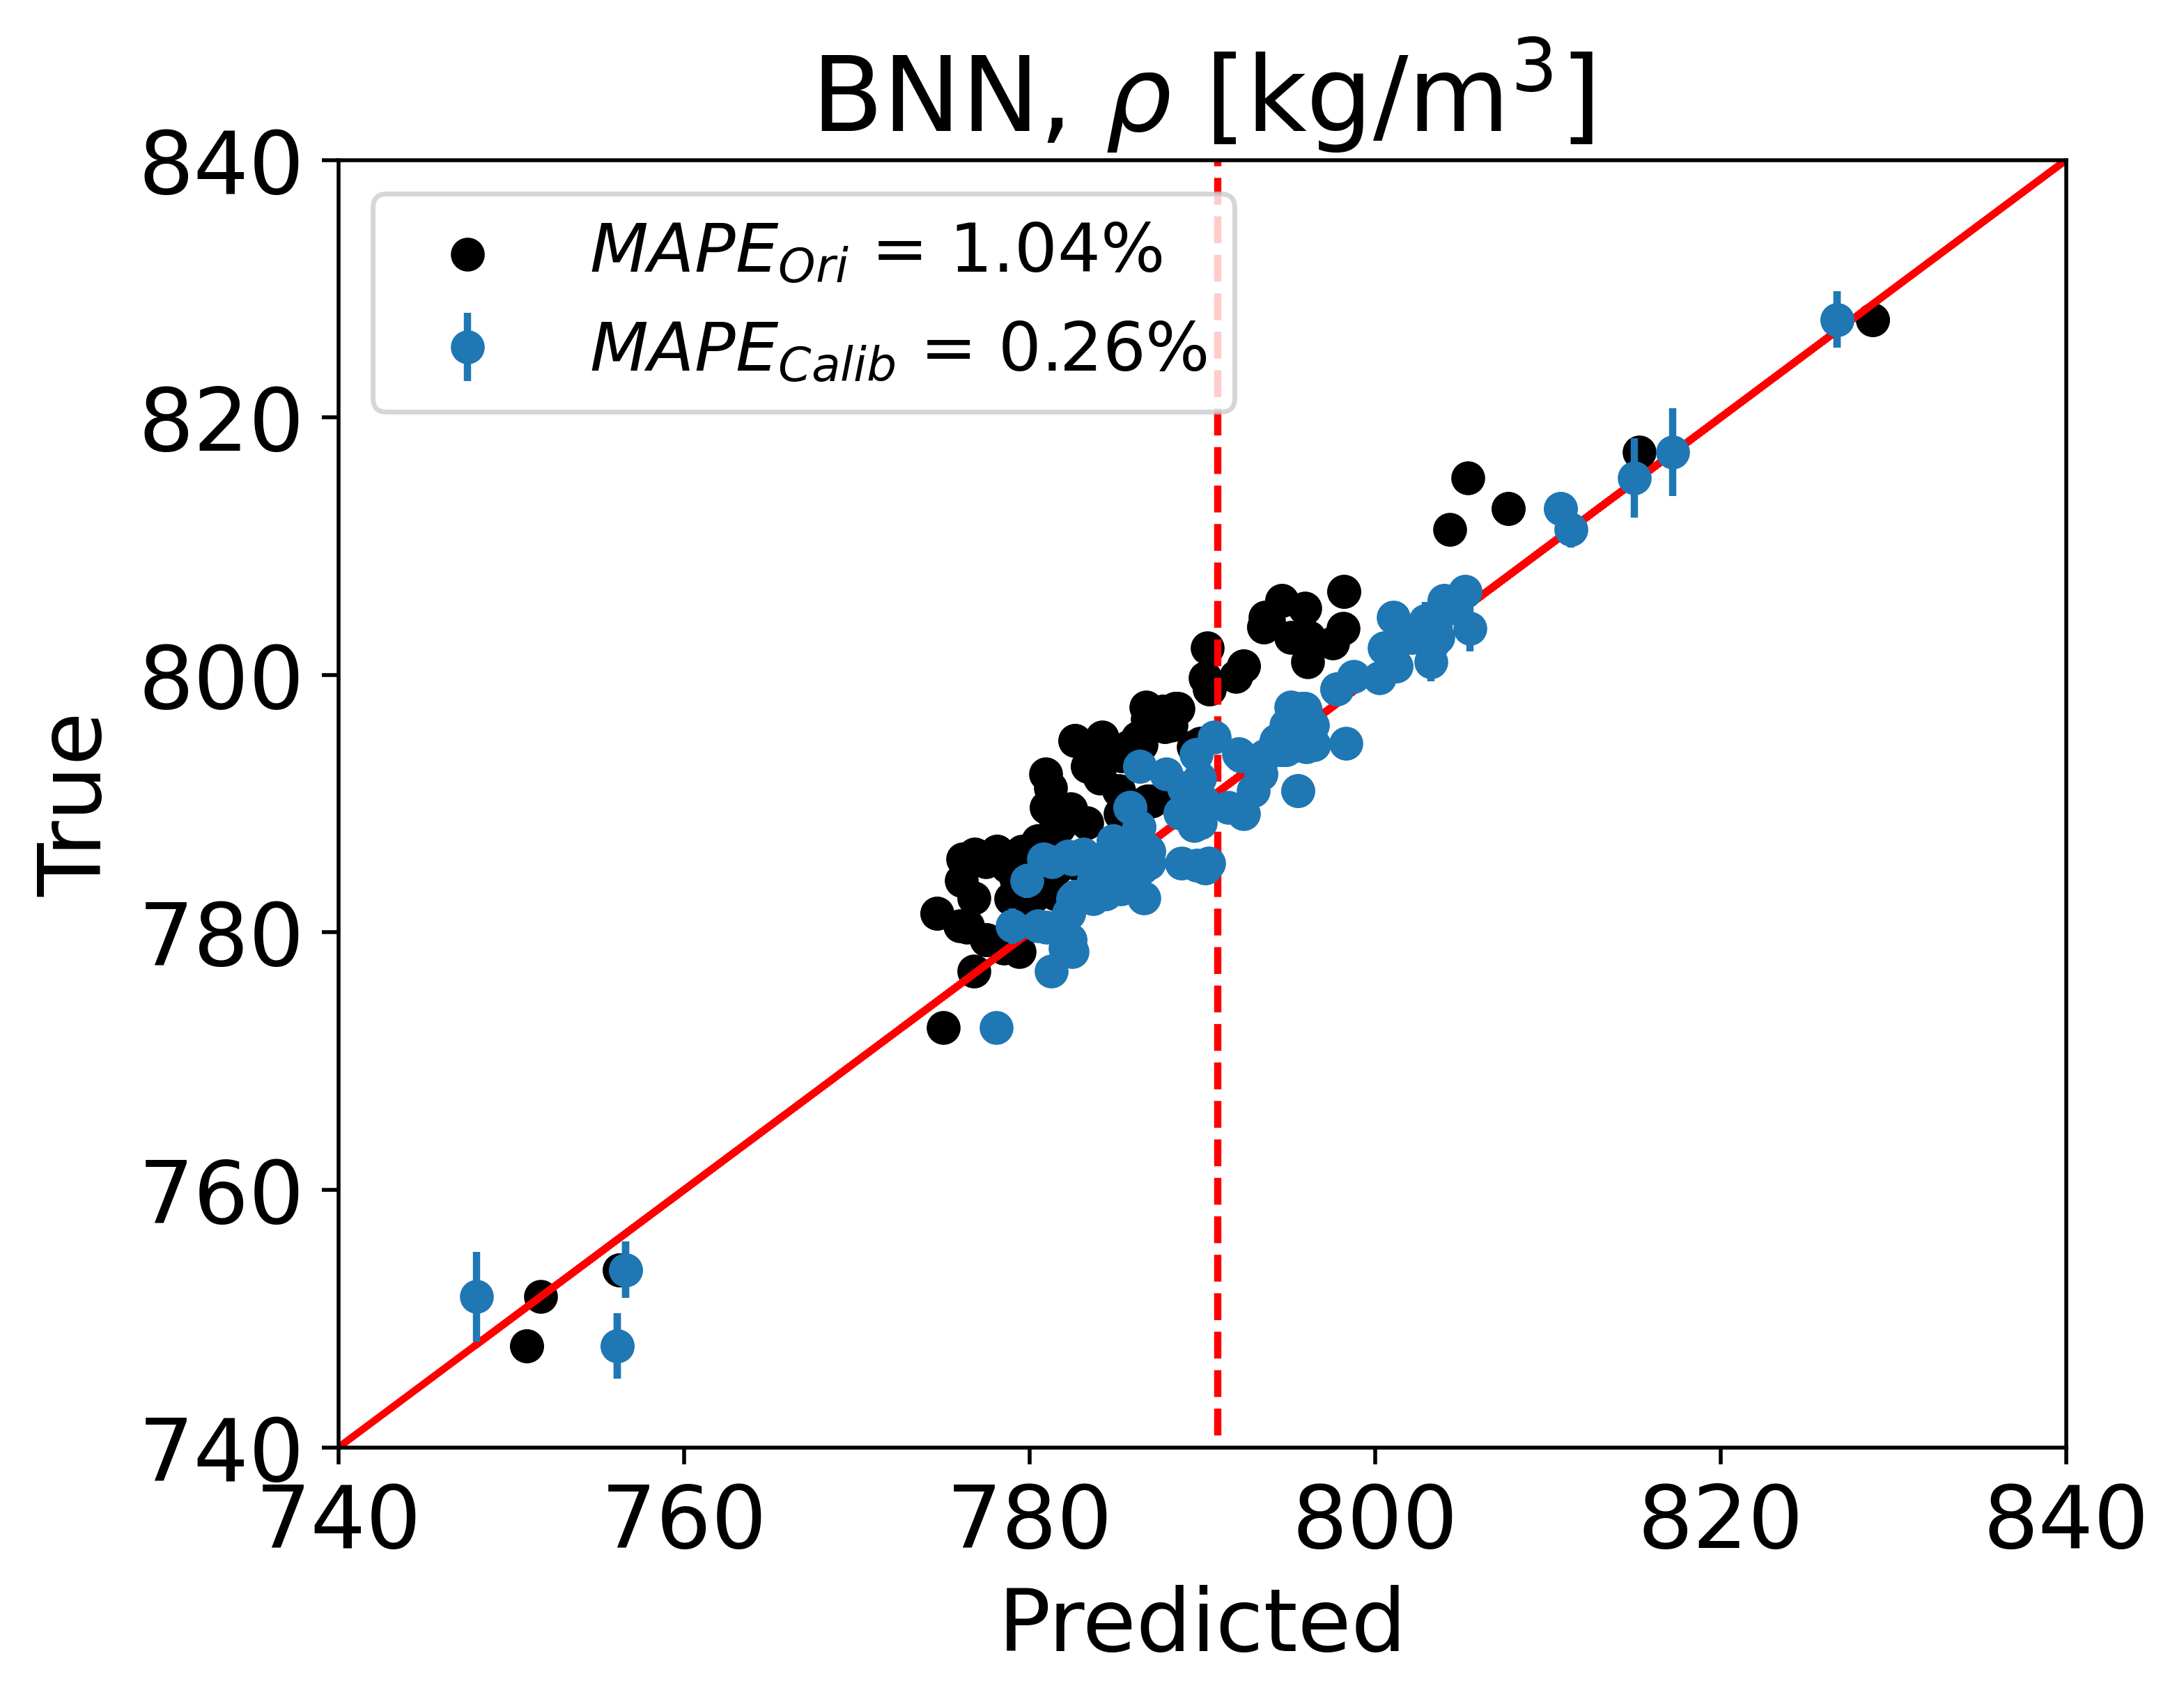 BNN, ρ [kg/m³]
MAPE_Ori = 1.04%
MAPE_Calib = 0.26%
True
840
820
800
780
760
740
740 760 780 800 820 840
Predicted